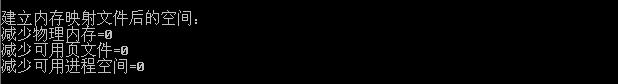 建立内存映射文件后的空间:
减少物理内存=0
减少可用页文件=0
减少可用进程空间=0